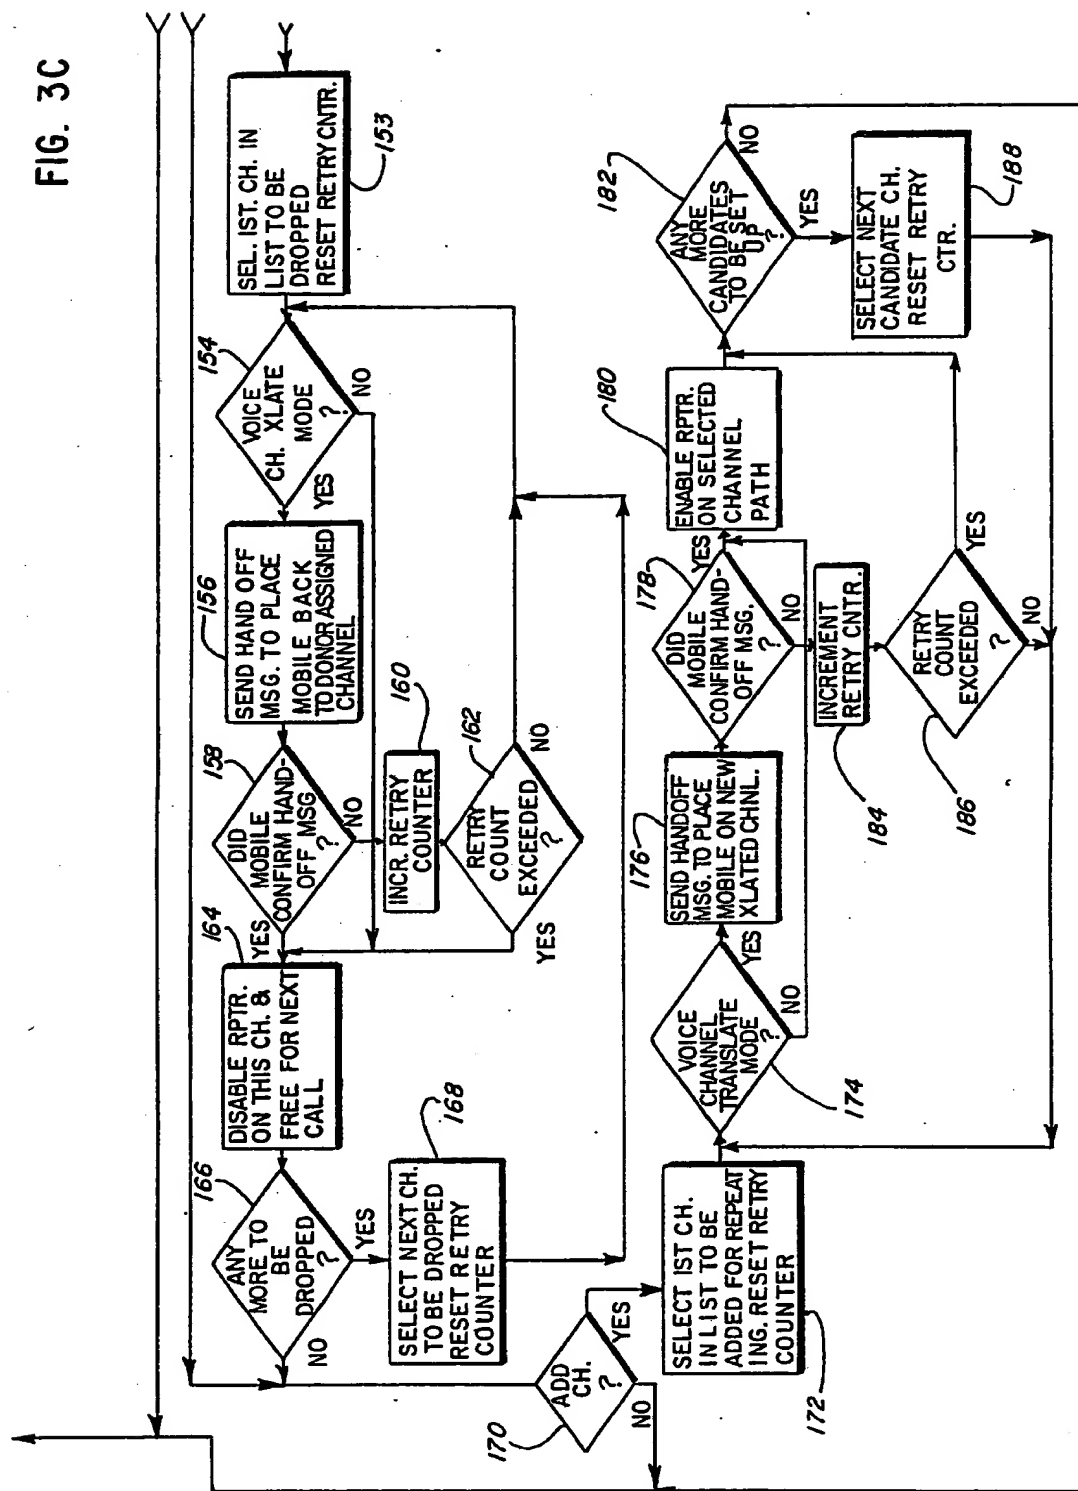 FIG. 3C
SEL. IST. CH. IN
LIST TO BE
DROPPED
RESET RETRY CNTR.
153
154
VOICE
CH. XLATE
MODE
?
NO
YES
156
SEND HAND OFF
MSG. TO PLACE
MOBILE BACK
TO DONOR ASSIGNED
CHANNEL
158
DID
MOBILE
CONFIRM HAND-
OFF MSG
?
NO
YES
160
INCR. RETRY
COUNTER
162
RETRY
COUNT
EXCEEDED
?
NO
YES
164
DISABLE RPTR.
ON THIS CH. &
FREE FOR NEXT
CALL
166
ANY
MORE TO
BE
DROPPED
?
YES
NO
168
SELECT NEXT CH.
TO BE DROPPED
RESET RETRY
COUNTER
170
ADD
CH.
?
YES
NO
172
SELECT IST CH.
IN LIST TO BE
ADDED FOR REPEAT
ING. RESET RETRY
COUNTER
174
VOICE
CHANNEL
TRANSLATE
MODE
?
YES
NO
176
SEND HANDOFF
MSG. TO PLACE
MOBILE ON NEW
XLATED CHNL.
178
DID
MOBILE
CONFIRM HAND-
OFF MSG.
?
YES
NO
180
ENABLE RPTR.
ON SELECTED
CHANNEL
PATH
182
ANY
MORE
CANDIDATES
TO BE SET
UP
?
NO
YES
184
INCREMENT
RETRY CNTR.
186
RETRY
COUNT
EXCEEDED
?
YES
NO
188
SELECT NEXT
CANDIDATE CH.
RESET RETRY
CTR.